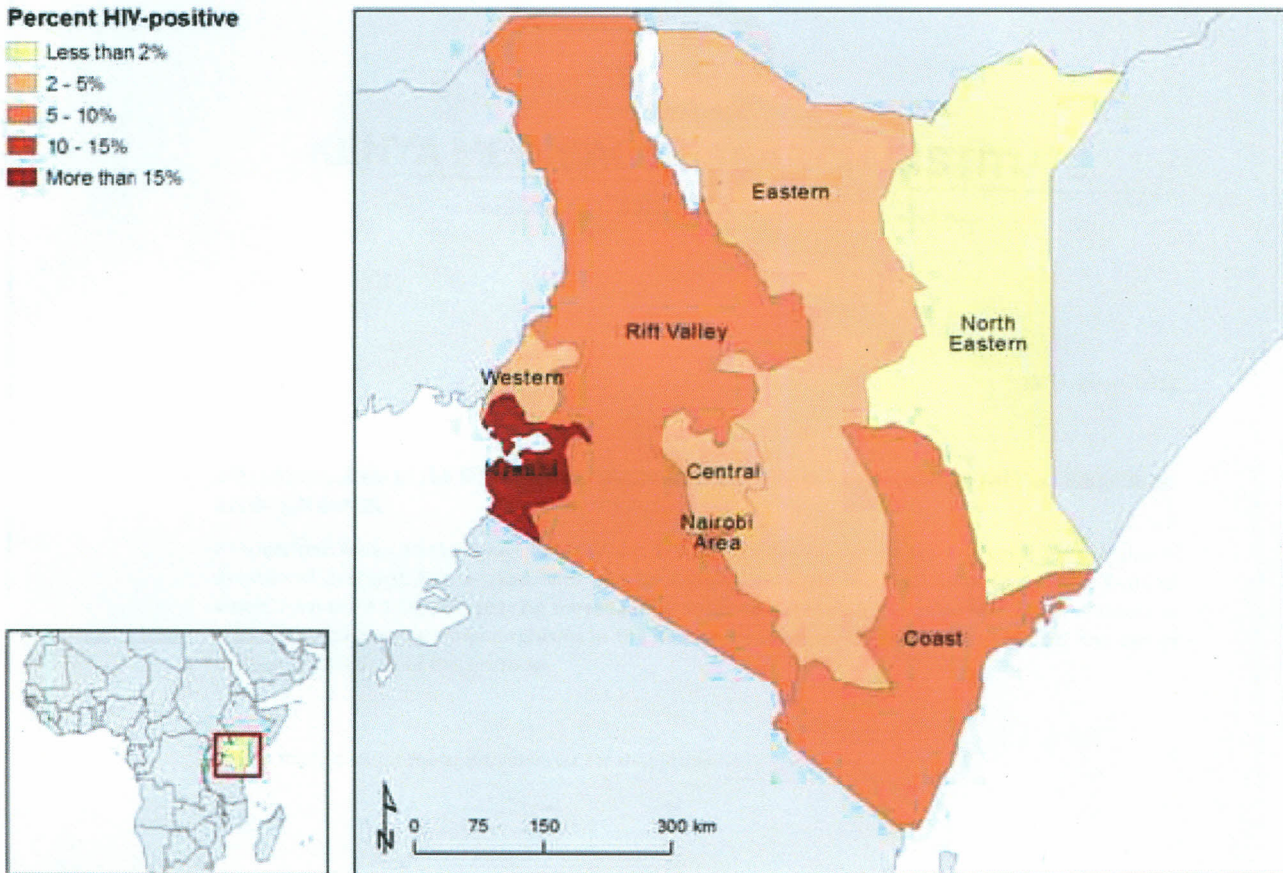 Percent HIV-positive
Less than 2%
2 - 5%
5 - 10%
10 - 15%
More than 15%
Eastern
Rift Valley
North
Eastern
Western
Central
Nairobi
Area
Coast
N
0 75 150 300 km